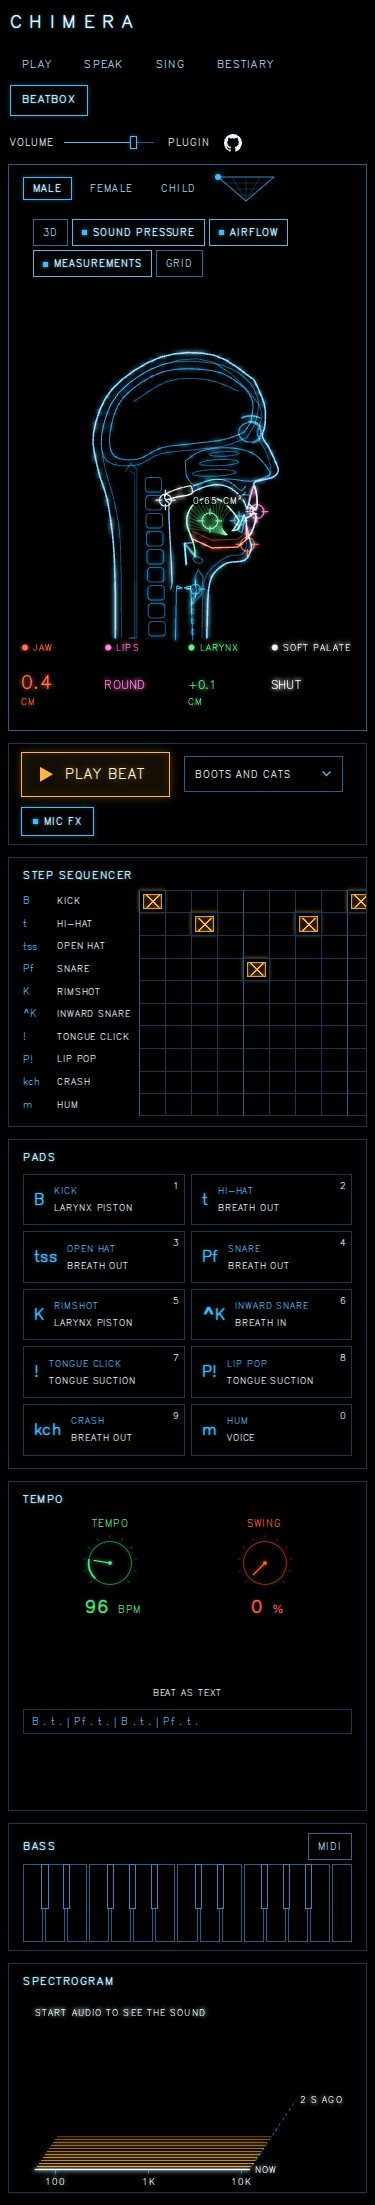 CHIMERA
PLAY SPEAK SING BESTIARY
BEATBOX
VOLUME PLUGIN
MALE FEMALE CHILD
3D SOUND PRESSURE AIRFLOW
MEASUREMENTS GRID
0.65 CM²
JAW LIPS LARYNX SOFT PALATE
0.4 ROUND +0.1 SHUT
CM CM
PLAY BEAT BOOTS AND CATS
MIC FX
STEP SEQUENCER
B KICK
t HI-HAT
tss OPEN HAT
Pf SNARE
K RIMSHOT
^K INWARD SNARE
! TONGUE CLICK
P! LIP POP
kch CRASH
m HUM
PADS
B KICK 1 t HI-HAT 2
LARYNX PISTON BREATH OUT
tss OPEN HAT 3 Pf SNARE 4
BREATH OUT BREATH OUT
K RIMSHOT 5 ^K INWARD SNARE 6
LARYNX PISTON BREATH IN
! TONGUE CLICK 7 P! LIP POP 8
TONGUE SUCTION TONGUE SUCTION
kch CRASH 9 m HUM 0
BREATH OUT VOICE
TEMPO
TEMPO SWING
96 BPM 0 %
BEAT AS TEXT
B . t . | Pf . t . | B . t . | Pf . t .
BASS MIDI
SPECTROGRAM
START AUDIO TO SEE THE SOUND
2 S AGO
NOW
100 1K 10K